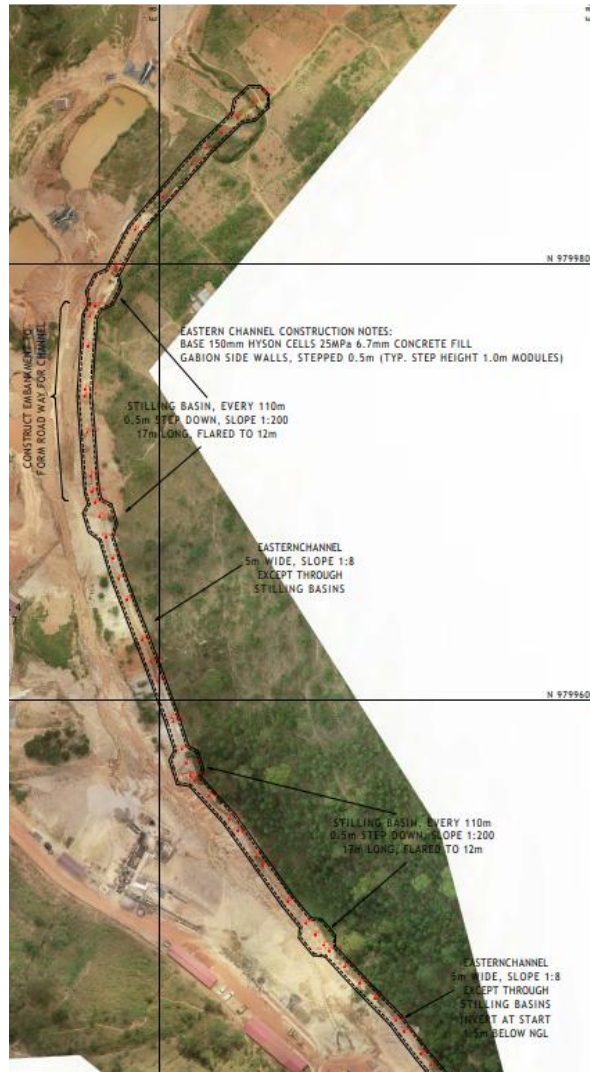 N 979980
EASTERN CHANNEL CONSTRUCTION NOTES:
BASE 150mm HYSON CELLS 25MPa 6.7mm CONCRETE FILL
GABION SIDE WALLS, STEPPED 0.5m (TYP. STEP HEIGHT 1.0m MODULES)
CONSTRUCT EMBANKMENT TO
FORM ROAD WAY FOR CHANNEL
STILLING BASIN, EVERY 110m
0.5m STEP DOWN, SLOPE 1:200
17m LONG, FLARED TO 12m
EASTERNCHANNEL
5m WIDE, SLOPE 1:8
EXCEPT THROUGH
STILLING BASINS
N 979960
STILLING BASIN, EVERY 110m
0.5m STEP DOWN, SLOPE 1:200
17m LONG, FLARED TO 12m
EASTERNCHANNEL
5m WIDE, SLOPE 1:8
EXCEPT THROUGH
STILLING BASINS
INVERT AT START
1.5m BELOW NGL